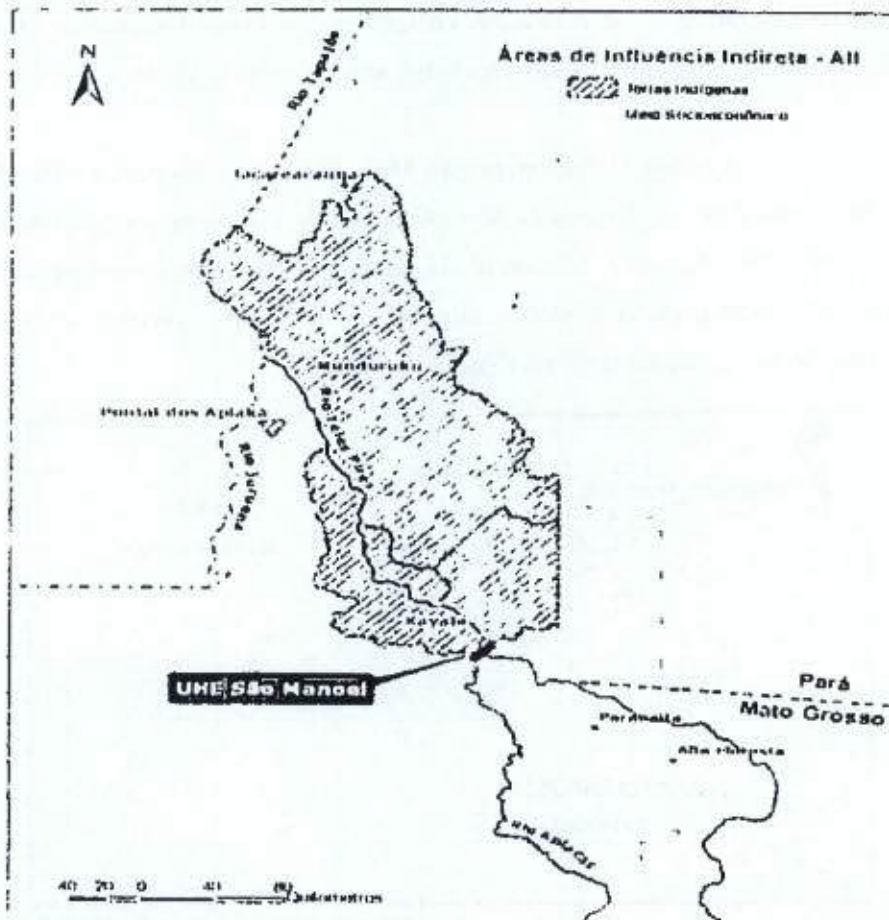 N
Áreas de Influência Indireta - AII
Terras Indígenas
Meio Socioeconômico
Rio Tapajós
Jacareacanga
Munduruku
Rio Teles Pires
Pontal dos Apiaká
Rio Juruena
Kayabi
UHE São Manoel
Pará
Mato Grosso
Paranaíta
Alta Floresta
Rio Apiacás
40 20 0 40 80
Quilômetros